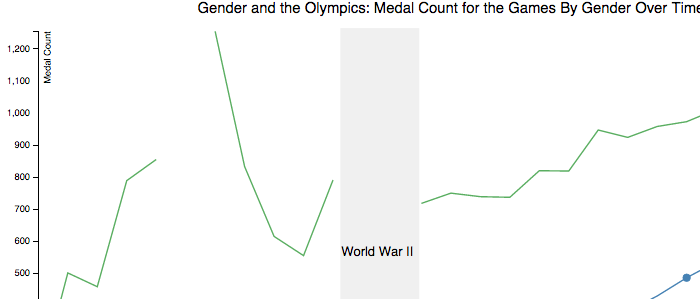 Gender and the Olympics: Medal Count for the Games By Gender Over Time
Medal Count
1,200
1,100
1,000
900
800
700
600
500
World War II